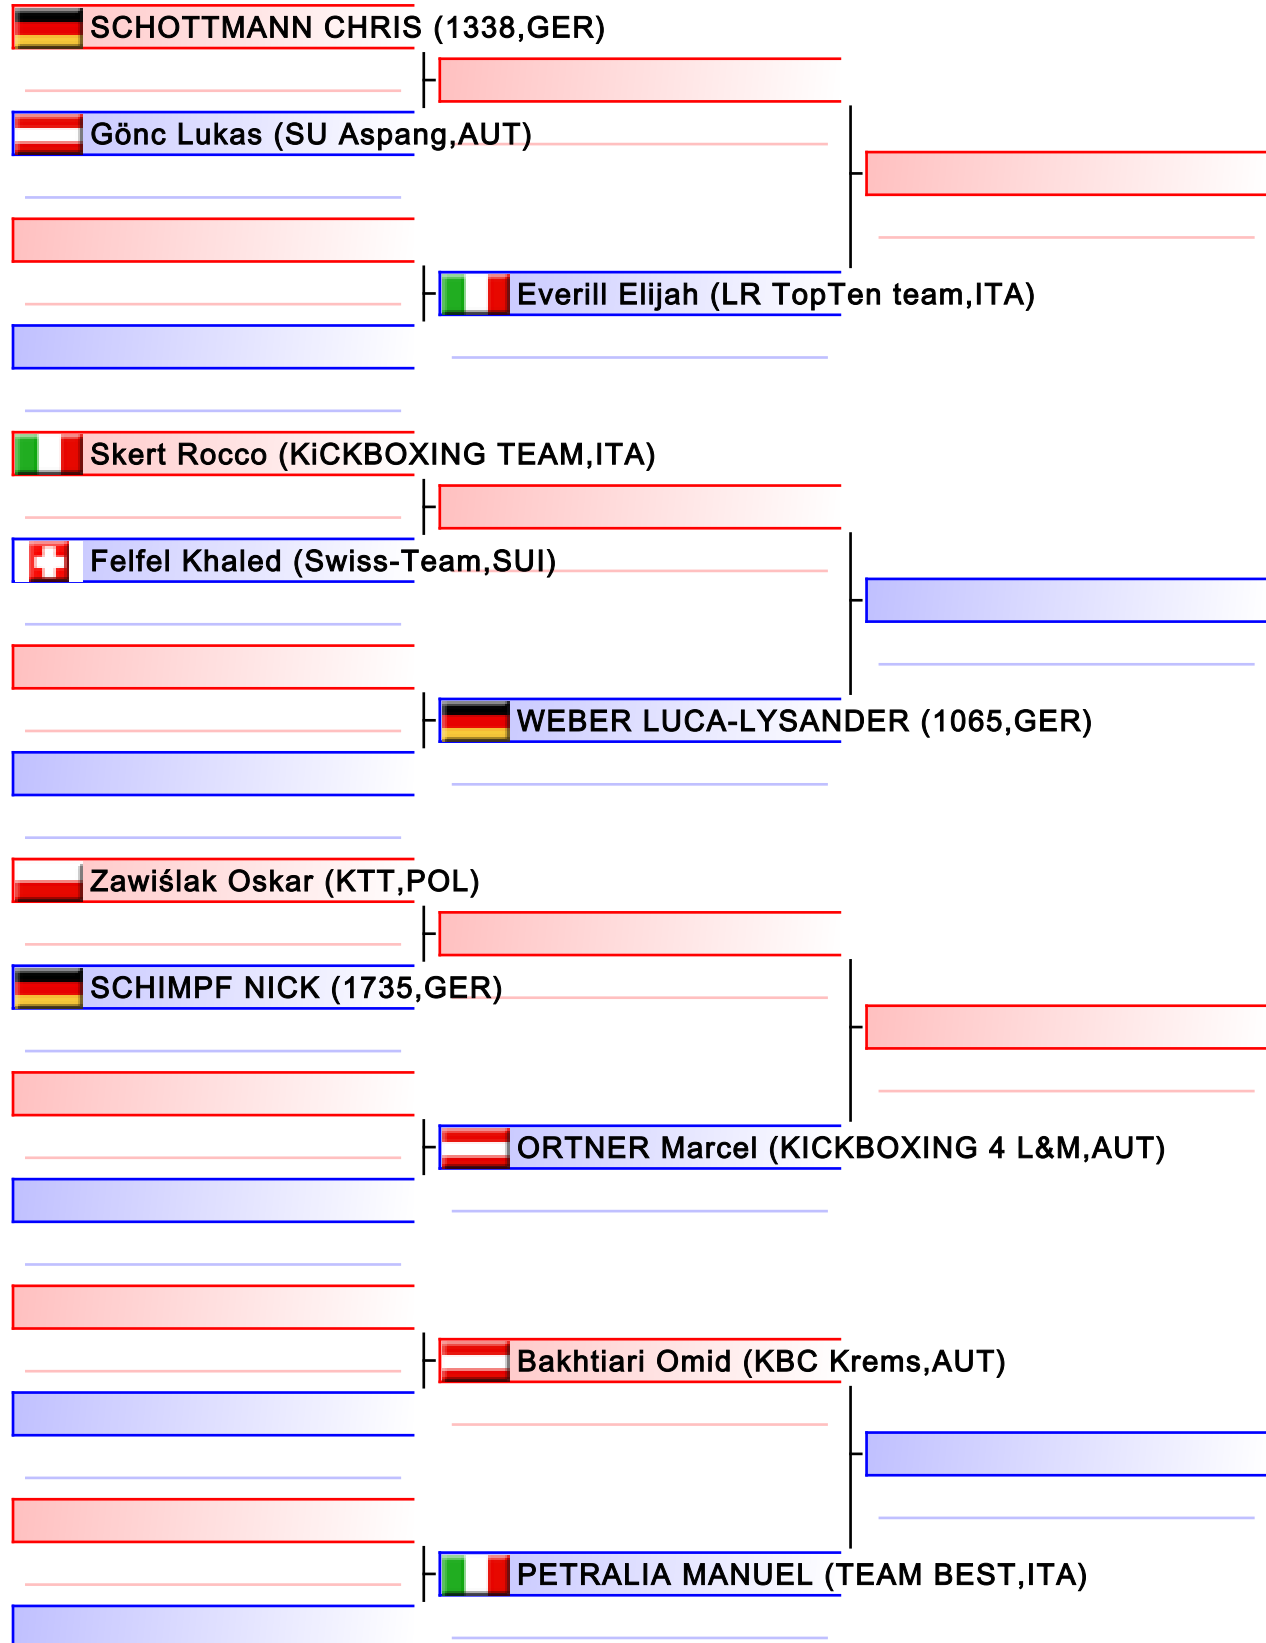 SCHOTTMANN CHRIS (1338,GER)
Gönc Lukas (SU Aspang,AUT)
Everill Elijah (LR TopTen team,ITA)
Skert Rocco (KiCKBOXING TEAM,ITA)
Felfel Khaled (Swiss-Team,SUI)
WEBER LUCA-LYSANDER (1065,GER)
Zawiślak Oskar (KTT,POL)
SCHIMPF NICK (1735,GER)
ORTNER Marcel (KICKBOXING 4 L&M,AUT)
Bakhtiari Omid (KBC Krems,AUT)
PETRALIA MANUEL (TEAM BEST,ITA)